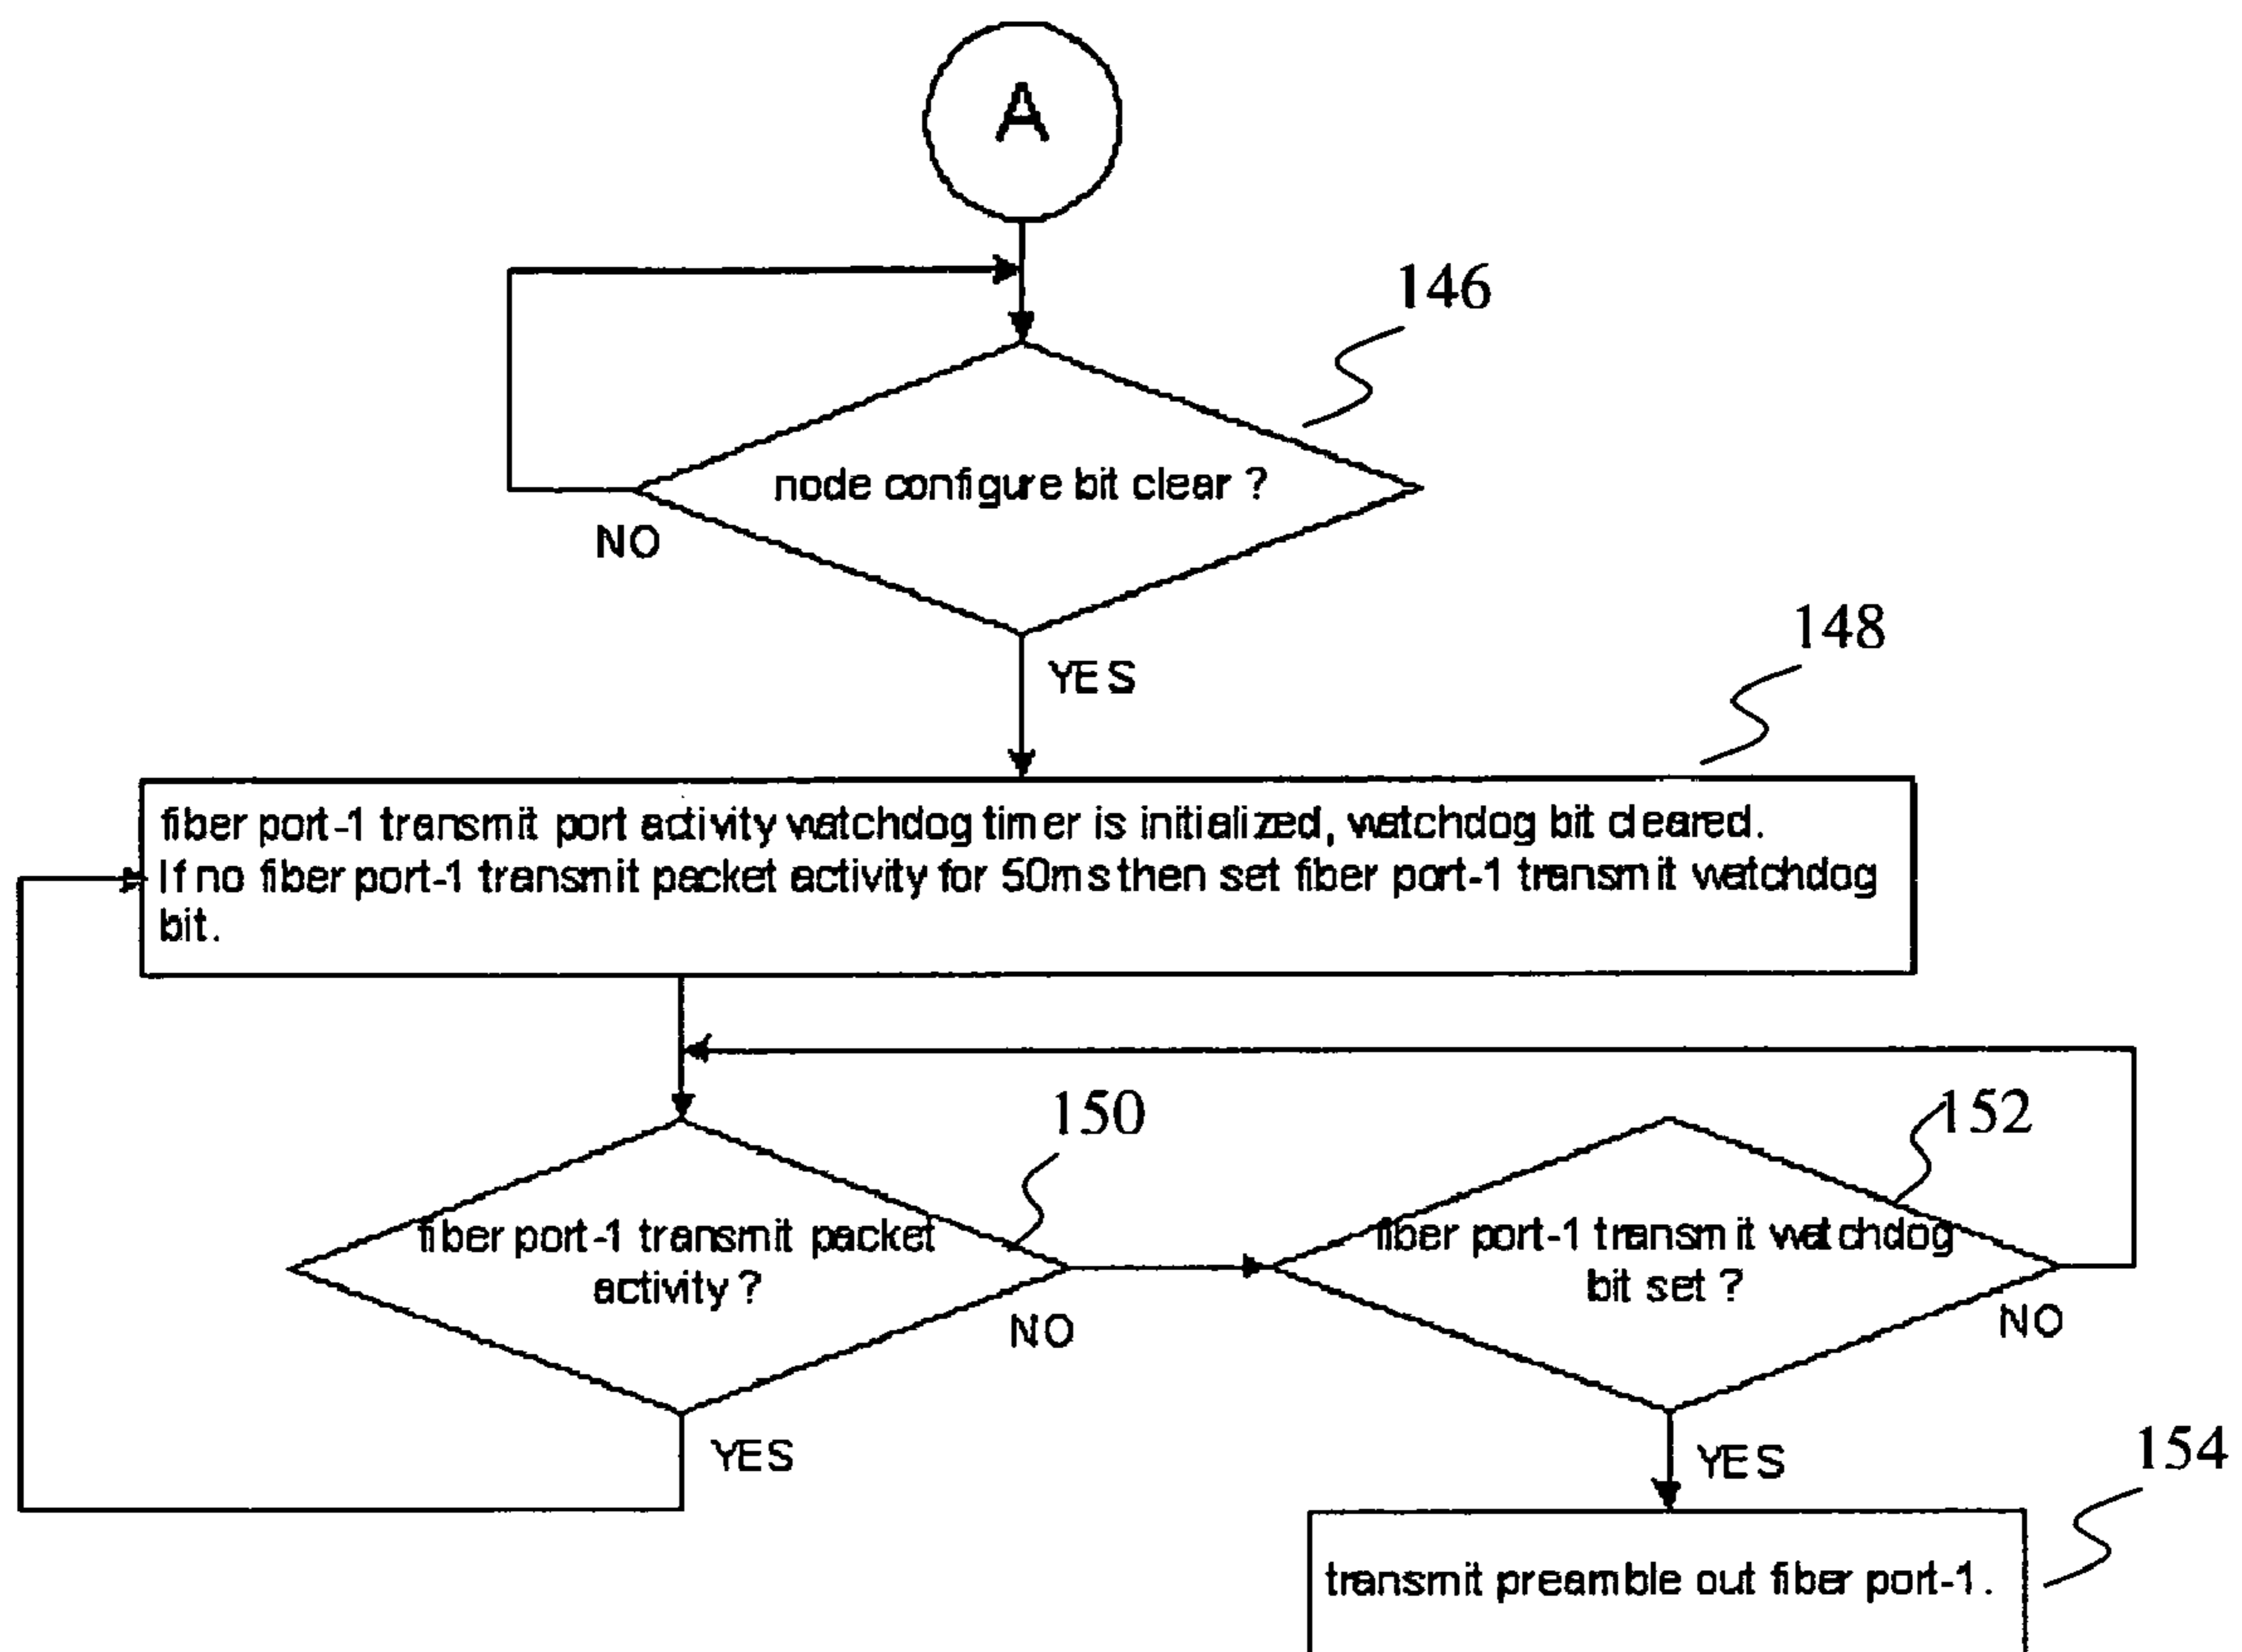 A
146
node configure bit clear ?
NO
YES
148
fiber port-1 transmit port activity watchdog timer is initialized, watchdog bit cleared.
If no fiber port-1 transmit packet activity for 50ms then set fiber port-1 transmit watchdog
bit.
150
152
fiber port-1 transmit packet
activity ?
fiber port-1 transmit watchdog
bit set ?
NO
NO
YES
YES
154
transmit preamble out fiber port-1.